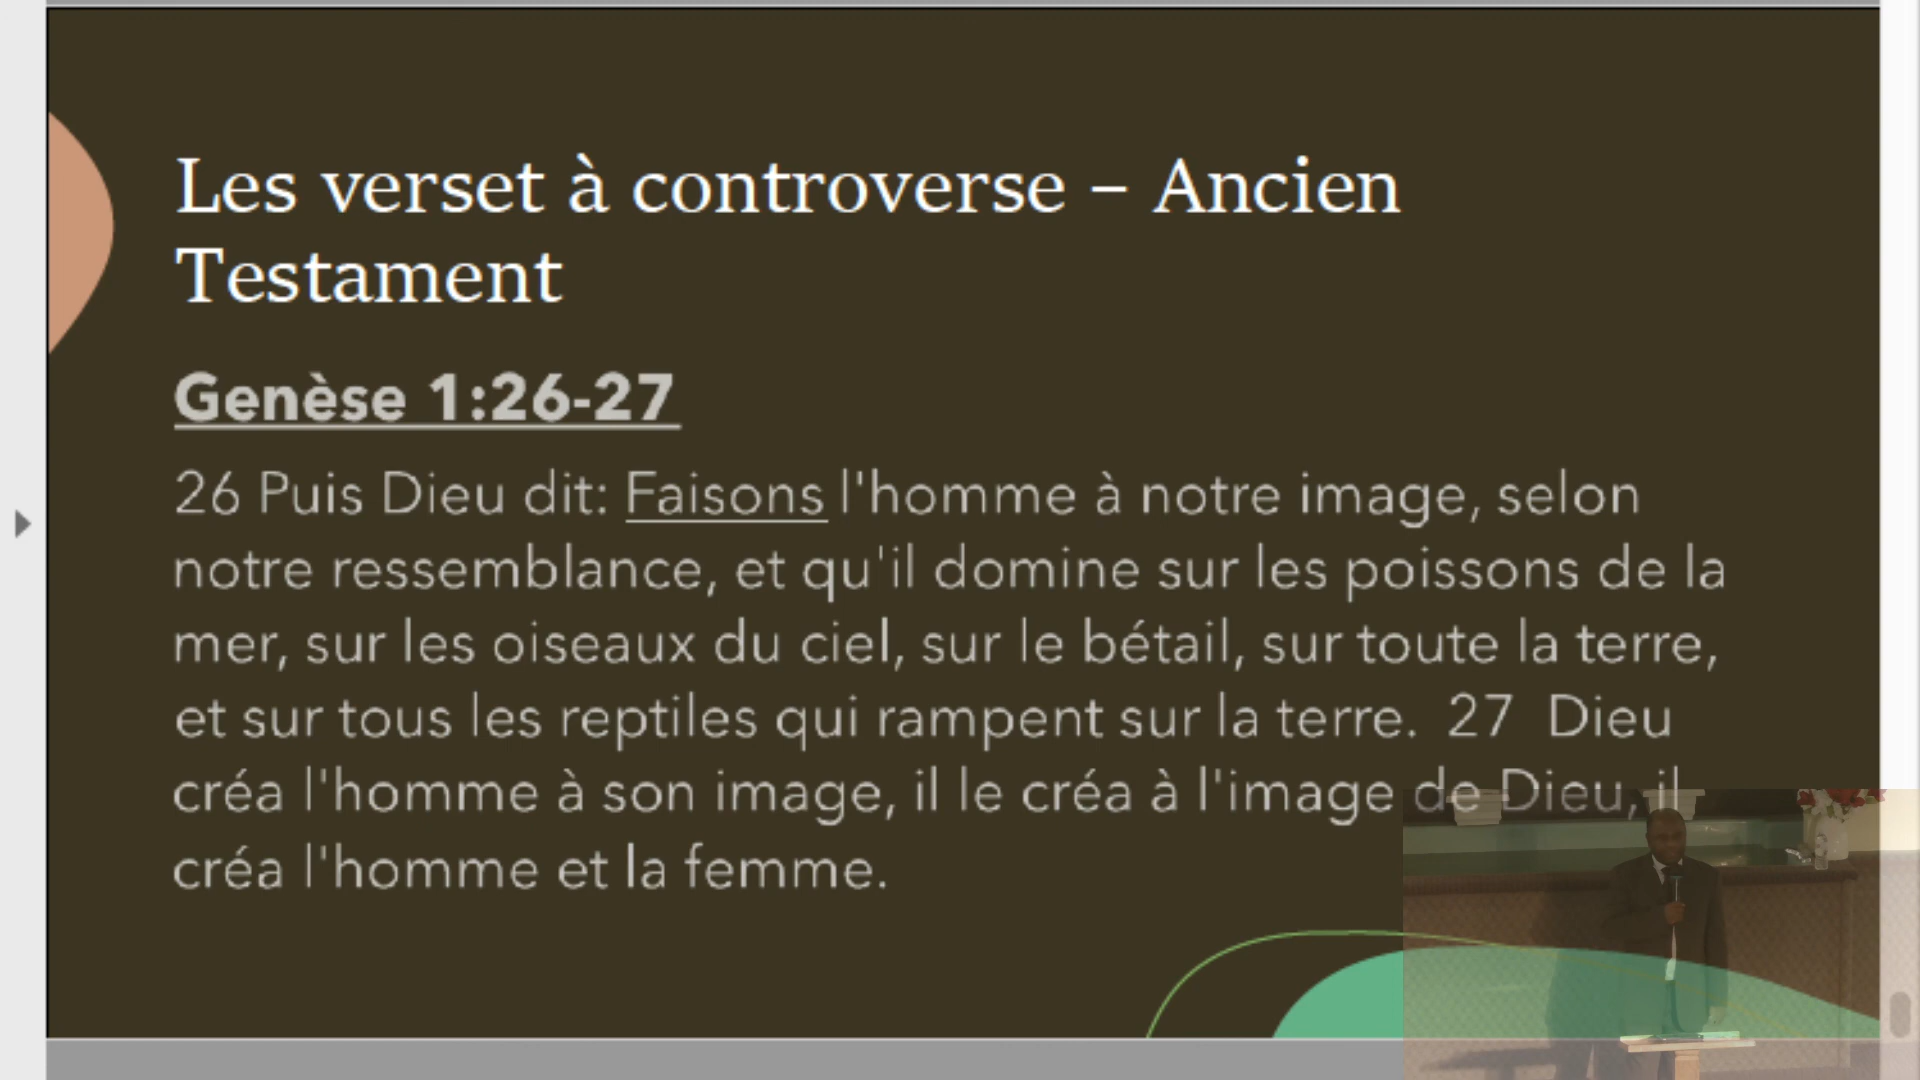 Les verset à controverse – Ancien
Testament
Genèse 1:26-27
26 Puis Dieu dit: Faisons l'homme à notre image, selon
notre ressemblance, et qu'il domine sur les poissons de la
mer, sur les oiseaux du ciel, sur le bétail, sur toute la terre,
et sur tous les reptiles qui rampent sur la terre. 27 Dieu
créa l'homme à son image, il le créa à l'image de Dieu, il
créa l'homme et la femme.